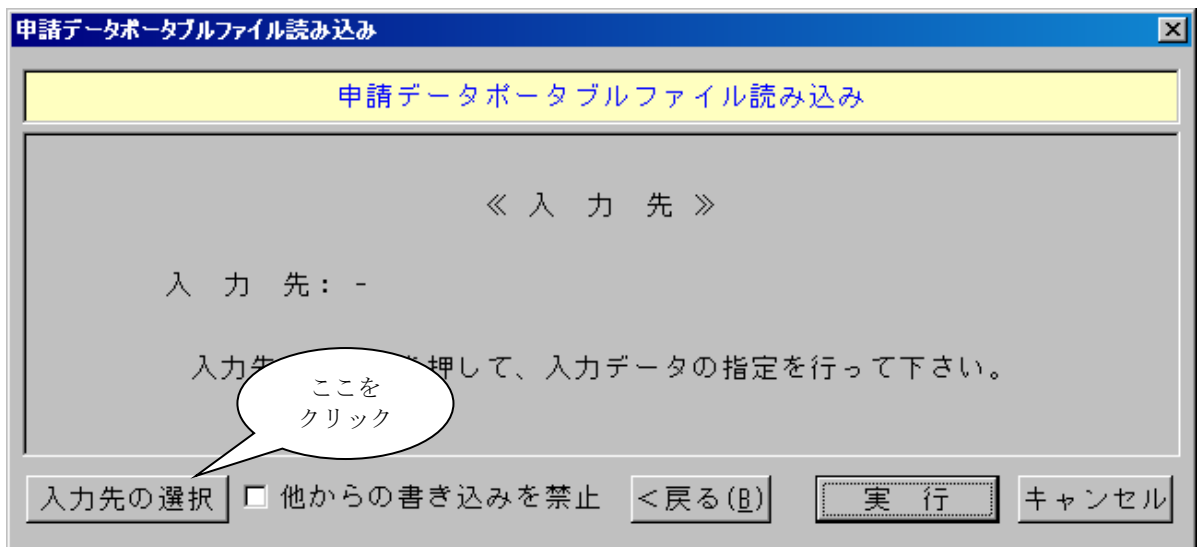 申請データポータブルファイル読み込み
申請データポータブルファイル読み込み
≪ 入 力 先 ≫
入 力 先： -
入力先 押して、入力データの指定を行って下さい。
ここを
クリック
入力先の選択 他からの書き込みを禁止 <戻る(B) 実 行 キャンセル